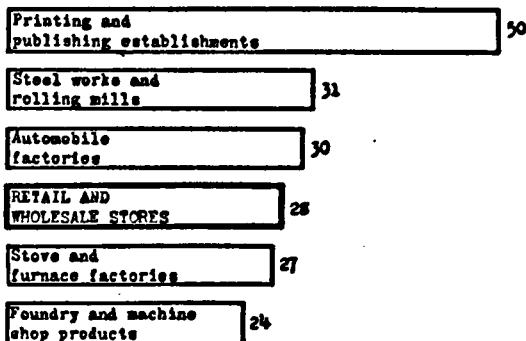 Printing and
publishing establishments 50
Steel works and
rolling mills 31
Automobile
factories 30
RETAIL AND
WHOLESALE STORES 28
Stove and
furnace factories 27
Foundry and machine
shop products 24